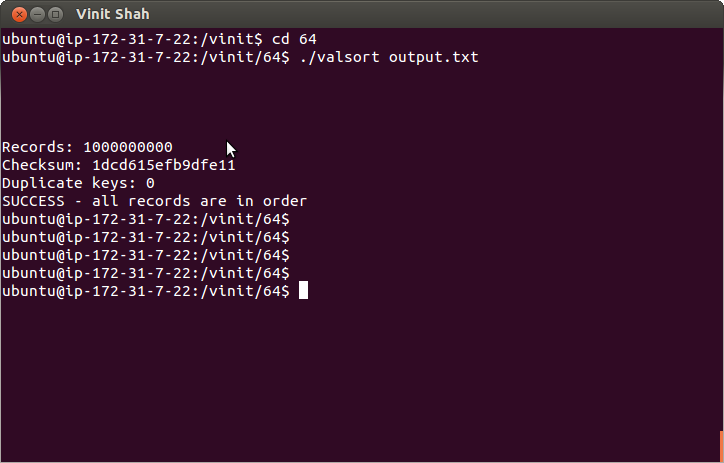 Vinit Shah
ubuntu@ip-172-31-7-22:/vinit$ cd 64
ubuntu@ip-172-31-7-22:/vinit/64$ ./valsort output.txt
Records: 1000000000
Checksum: 1dcd615efb9dfe11
Duplicate keys: 0
SUCCESS - all records are in order
ubuntu@ip-172-31-7-22:/vinit/64$
ubuntu@ip-172-31-7-22:/vinit/64$
ubuntu@ip-172-31-7-22:/vinit/64$
ubuntu@ip-172-31-7-22:/vinit/64$
ubuntu@ip-172-31-7-22:/vinit/64$